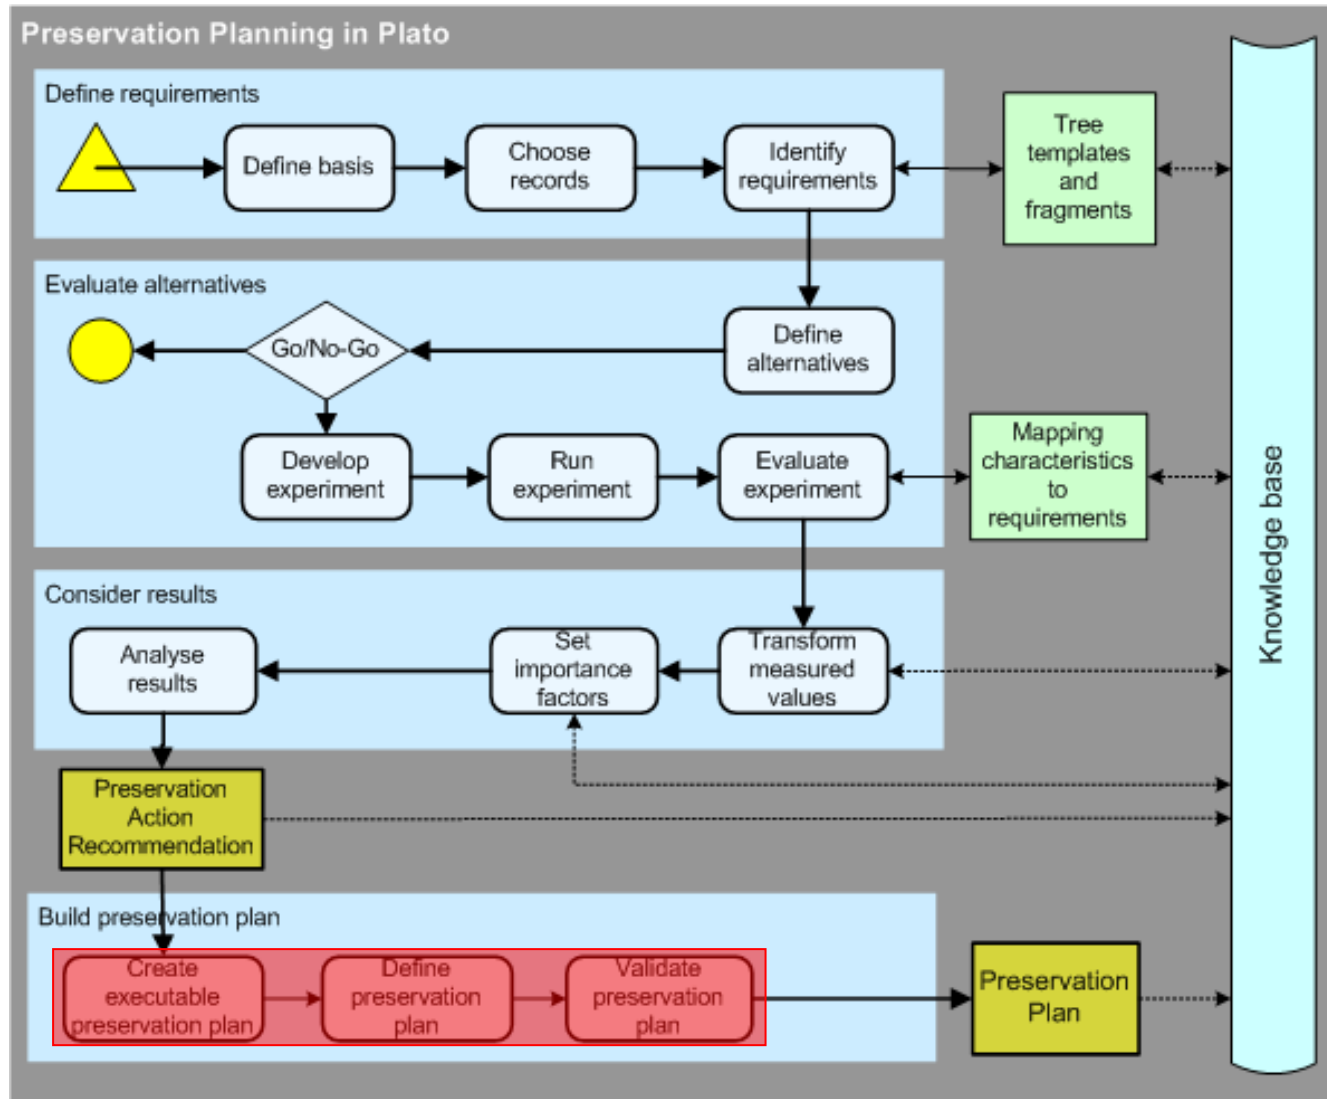 Preservation Planning in Plato
Define requirements
Define basis
Choose
records
Identify
requirements
Tree
templates
and
fragments
Evaluate alternatives
Go/No-Go
Define
alternatives
Develop
experiment
Run
experiment
Evaluate
experiment
Mapping
characteristics
to
requirements
Knowledge base
Consider results
Analyse
results
Set
importance
factors
Transform
measured
values
Preservation
Action
Recommendation
Build preservation plan
Create
executable
preservation plan
Define
preservation
plan
Validate
preservation
plan
Preservation
Plan